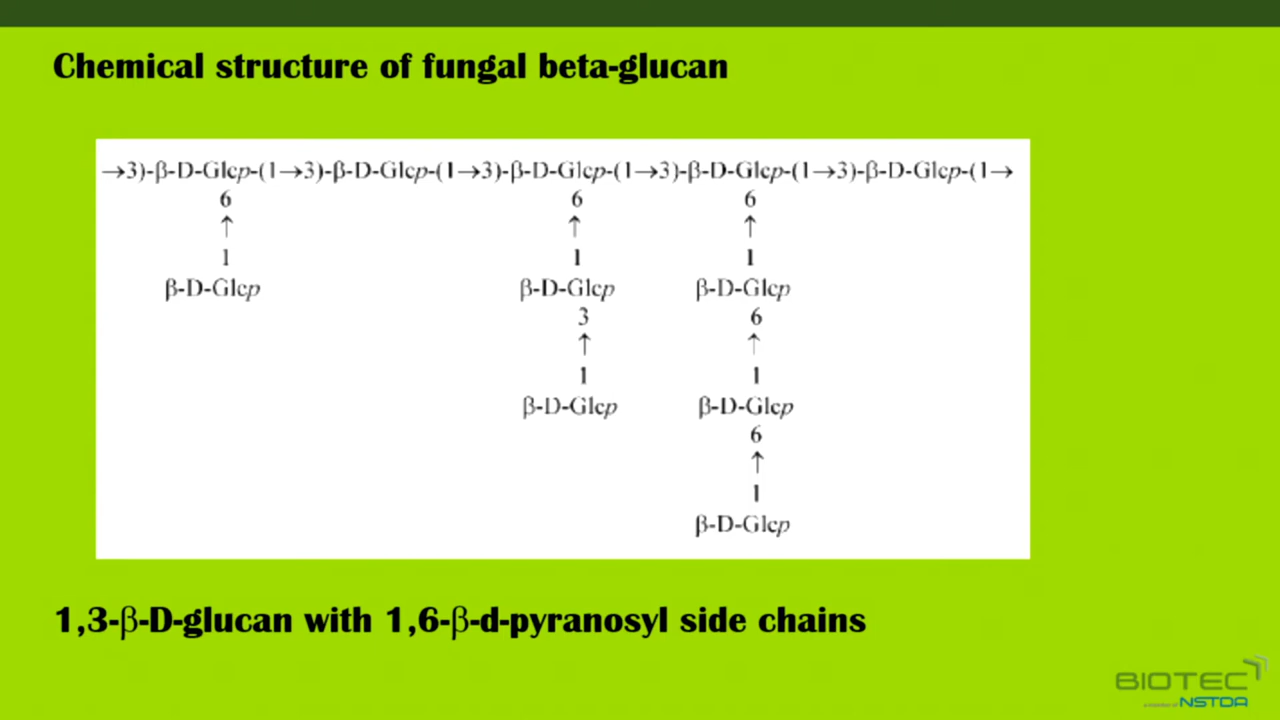 Chemical structure of fungal beta-glucan
→3)-β-D-Glcp-(1→3)-β-D-Glcp-(1→3)-β-D-Glcp-(1→3)-β-D-Glcp-(1→3)-β-D-Glcp-(1→
6 6 6
↑ ↑ ↑
1 1 1
β-D-Glcp β-D-Glcp β-D-Glcp
3 6
↑ ↑
1 1
β-D-Glcp β-D-Glcp
6
↑
1
β-D-Glcp
1,3-β-D-glucan with 1,6-β-d-pyranosyl side chains
BIOTEC
a member of NSTDA